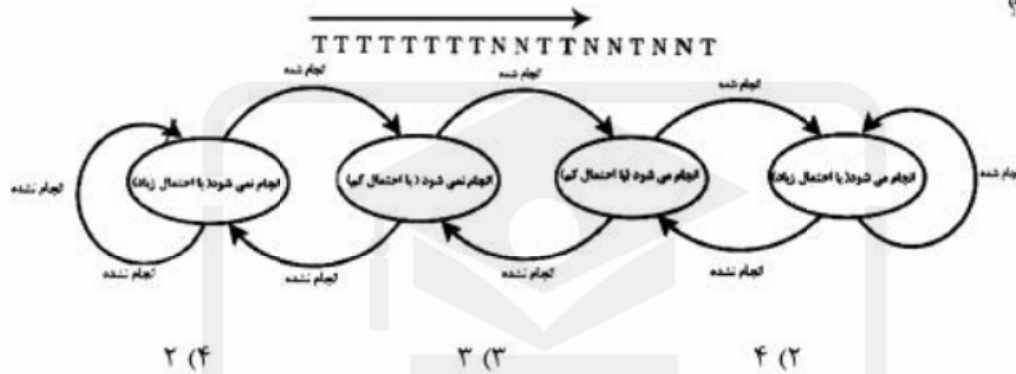 ؟
T T T T T T T T N N T T N N T N N T
انجام شده
انجام شده
انجام شده
انجام می شود( با احتمال زیاد)
انجام می شود (با احتمال کم)
انجام نمی شود ( با احتمال کم)
انجام نمی شود( با احتمال زیاد)
انجام شده
انجام نشده
انجام نشده
انجام نشده
انجام نشده
انجام نشده
۲) ۴
۳) ۳
۴) ۲